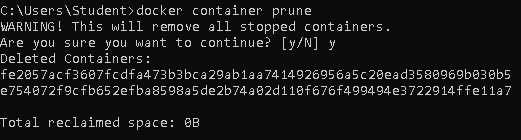 C:\Users\Student>docker container prune
WARNING! This will remove all stopped containers.
Are you sure you want to continue? [y/N] y
Deleted Containers:
fe2057acf3607fcdfa473b3bca29ab1aa7414926956a5c20ead3580969b030b5
e754072f9cfb652efba8598a5de2b74a02d110f676f499494e3722914ffe11a7
Total reclaimed space: 0B